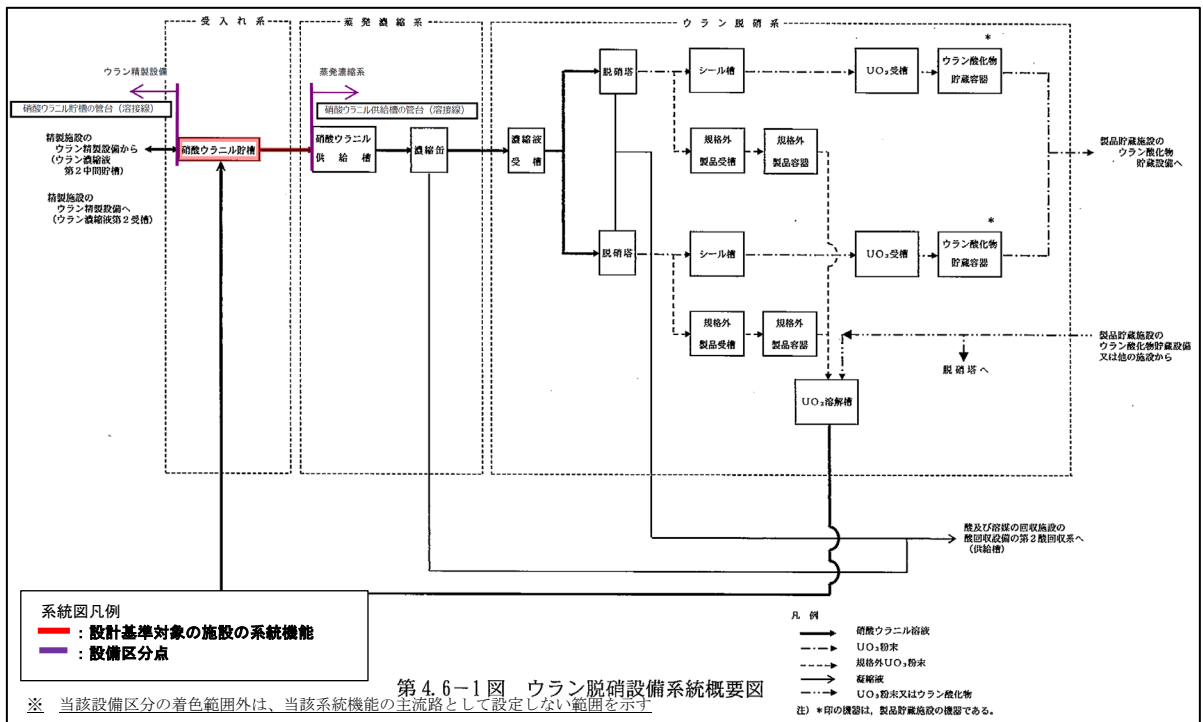 受入れ系
蒸発濃縮系
ウラン脱硝系
ウラン精製設備
蒸発濃縮系
硝酸ウラニル貯槽の管台（溶接線）
硝酸ウラニル供給槽の管台（溶接線）
精製施設の
ウラン精製設備から
（ウラン濃縮液
第2中間貯槽）
精製施設の
ウラン精製設備へ
（ウラン濃縮液第2受槽）
硝酸ウラニル貯槽
硝酸ウラニル
供給槽
濃縮缶
濃縮液
受槽
脱硝塔
シール槽
UO₃受槽
*
ウラン酸化物
貯蔵容器
規格外
製品受槽
規格外
製品容器
製品貯蔵施設の
ウラン酸化物
貯蔵設備へ
脱硝塔
シール槽
UO₃受槽
*
ウラン酸化物
貯蔵容器
規格外
製品受槽
規格外
製品容器
製品貯蔵施設の
ウラン酸化物貯蔵設備
又は他の施設から
脱硝塔へ
UO₃溶解槽
酸及び溶媒の回収施設の
酸回収設備の第2酸回収系へ
（供給槽）
系統図凡例
：設計基準対象の施設の系統機能
：設備区分点
凡例
硝酸ウラニル溶液
UO₃粉末
規格外UO₃粉末
凝縮液
UO₃粉末又はウラン酸化物
注）*印の機器は，製品貯蔵施設の機器である。
第4.6－1図　ウラン脱硝設備系統概要図
※　当該設備区分の着色範囲外は、当該系統機能の主流路として設定しない範囲を示す